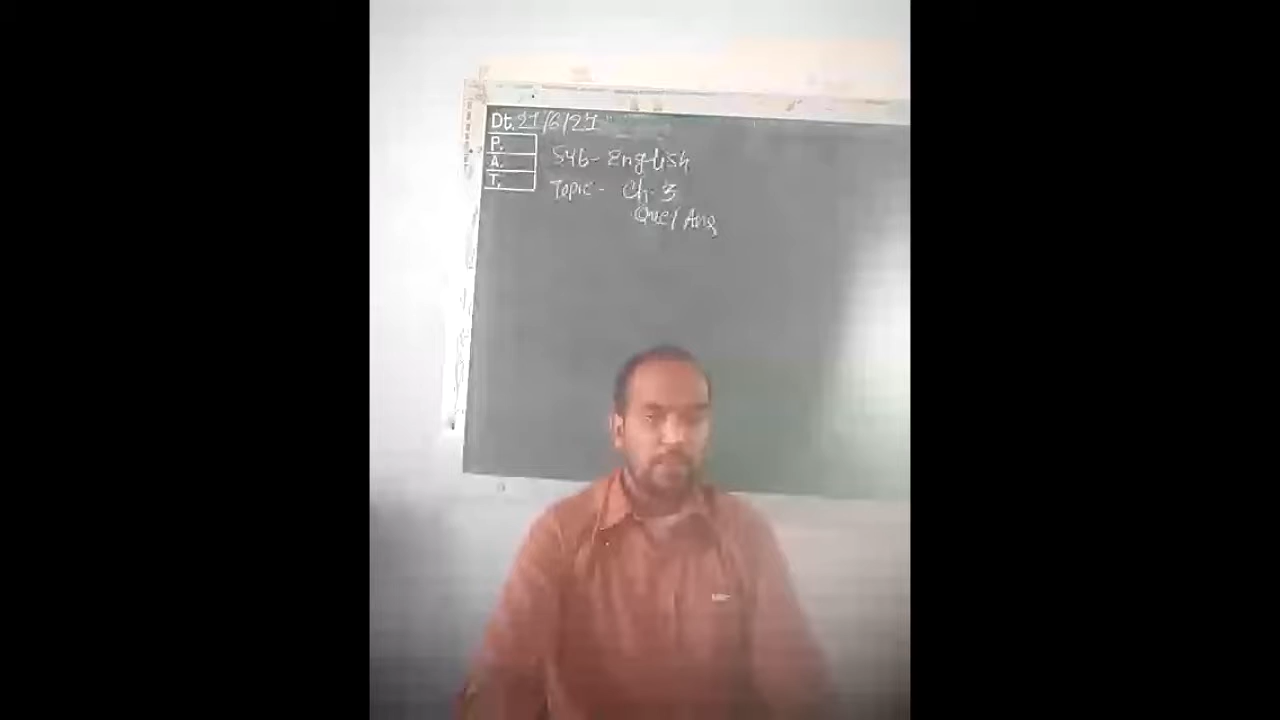 Dt. 21/6/21
P.
A.
T.
Sub- English
Topic - Ch-3
Que/Ans